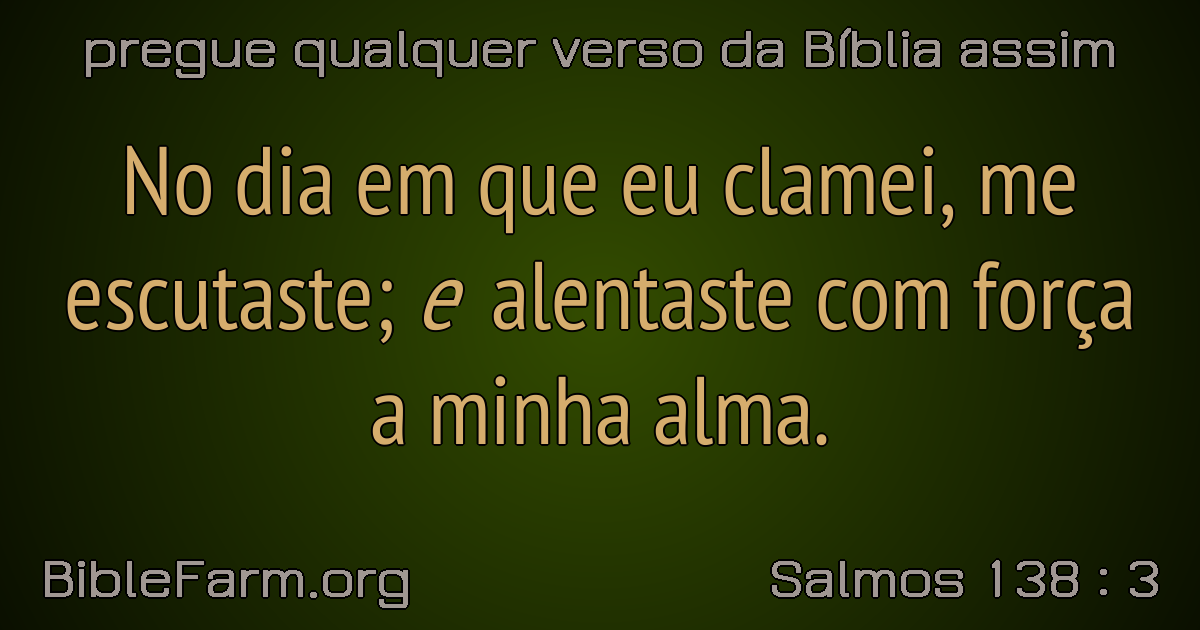 pregue qualquer verso da Bíblia assim
No dia em que eu clamei, me
escutaste; e alentaste com força
a minha alma.
BibleFarm.org
Salmos 138 : 3